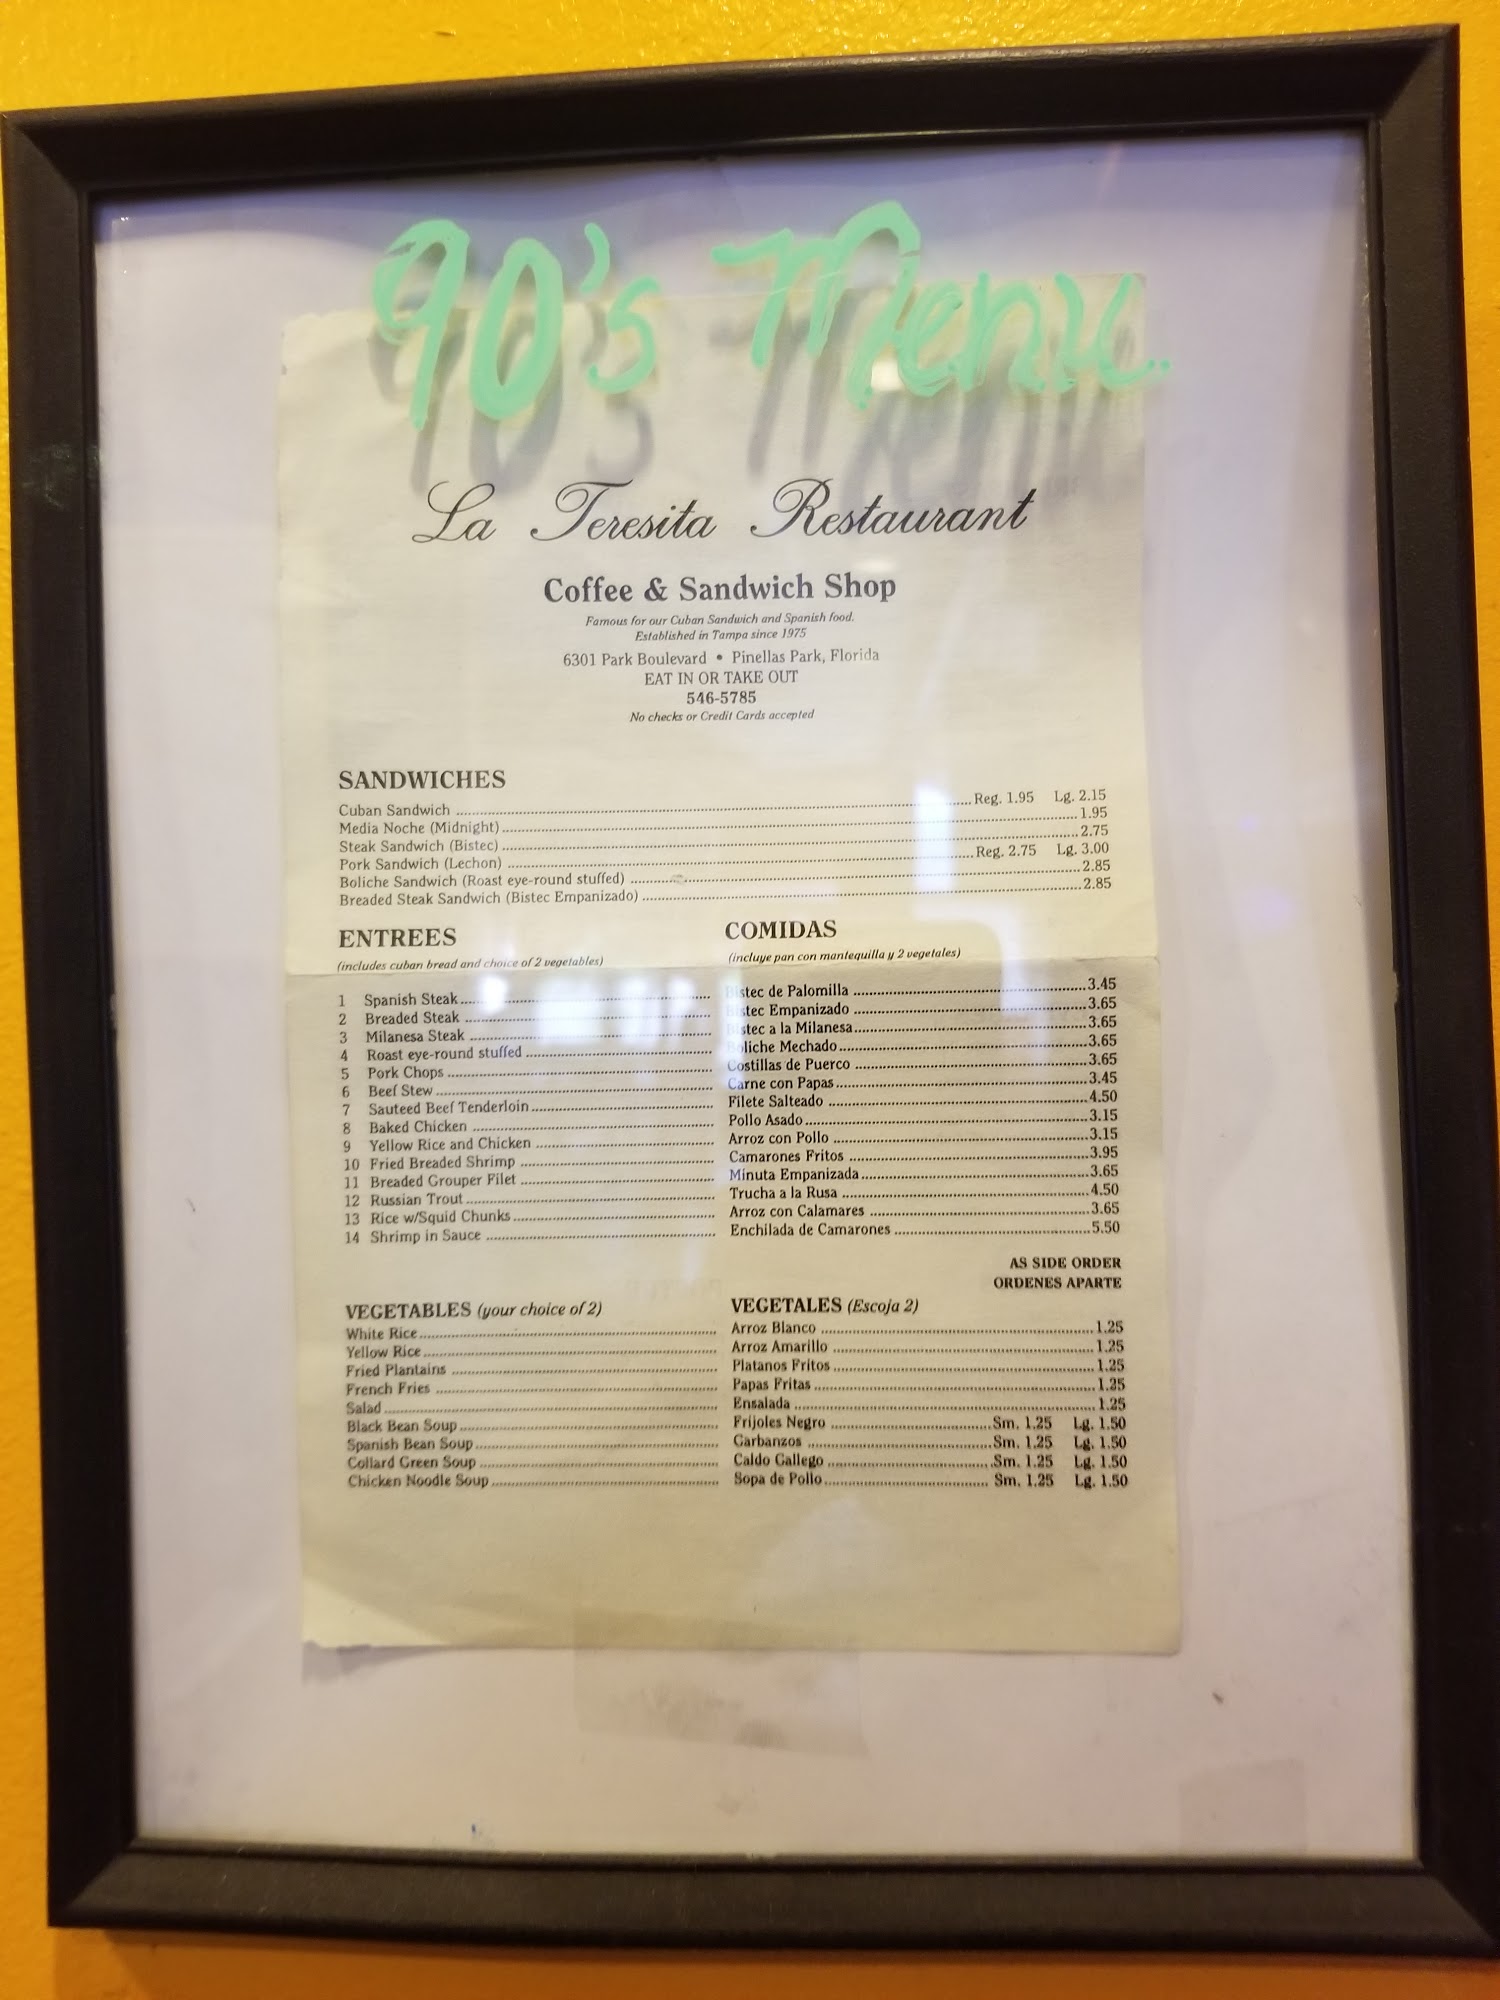 90's Menu
La Teresita Restaurant
Coffee & Sandwich Shop
Famous for our Cuban Sandwich and Spanish food.
Established in Tampa since 1975
6301 Park Boulevard • Pinellas Park, Florida
EAT IN OR TAKE OUT
546-5785
No checks or Credit Cards accepted
SANDWICHES
Cuban Sandwich Reg. 1.95 Lg. 2.15
Media Noche (Midnight) 1.95
Steak Sandwich (Bistec) 2.75
Pork Sandwich (Lechon) Reg. 2.75 Lg. 3.00
Boliche Sandwich (Roast eye-round stuffed) 2.85
Breaded Steak Sandwich (Bistec Empanizado) 2.85
ENTREES COMIDAS
(includes cuban bread and choice of 2 vegetables) (incluye pan con mantequilla y 2 vegetales)
1 Spanish Steak Bistec de Palomilla 3.45
2 Breaded Steak Bistec Empanizado 3.65
3 Milanesa Steak Bistec a la Milanesa 3.65
4 Roast eye-round stuffed Boliche Mechado 3.65
5 Pork Chops Costillas de Puerco 3.65
6 Beef Stew Carne con Papas 3.45
7 Sauteed Beef Tenderloin Filete Salteado 4.50
8 Baked Chicken Pollo Asado 3.15
9 Yellow Rice and Chicken Arroz con Pollo 3.15
10 Fried Breaded Shrimp Camarones Fritos 3.95
11 Breaded Grouper Filet Minuta Empanizada 3.65
12 Russian Trout Trucha a la Rusa 4.50
13 Rice w/Squid Chunks Arroz con Calamares 3.65
14 Shrimp in Sauce Enchilada de Camarones 5.50
AS SIDE ORDER
ORDENES APARTE
VEGETABLES (your choice of 2) VEGETALES (Escoja 2)
White Rice Arroz Blanco 1.25
Yellow Rice Arroz Amarillo 1.25
Fried Plantains Platanos Fritos 1.25
French Fries Papas Fritas 1.25
Salad Ensalada 1.25
Black Bean Soup Frijoles Negro Sm. 1.25 Lg. 1.50
Spanish Bean Soup Garbanzos Sm. 1.25 Lg. 1.50
Collard Green Soup Caldo Gallego Sm. 1.25 Lg. 1.50
Chicken Noodle Soup Sopa de Pollo Sm. 1.25 Lg. 1.50